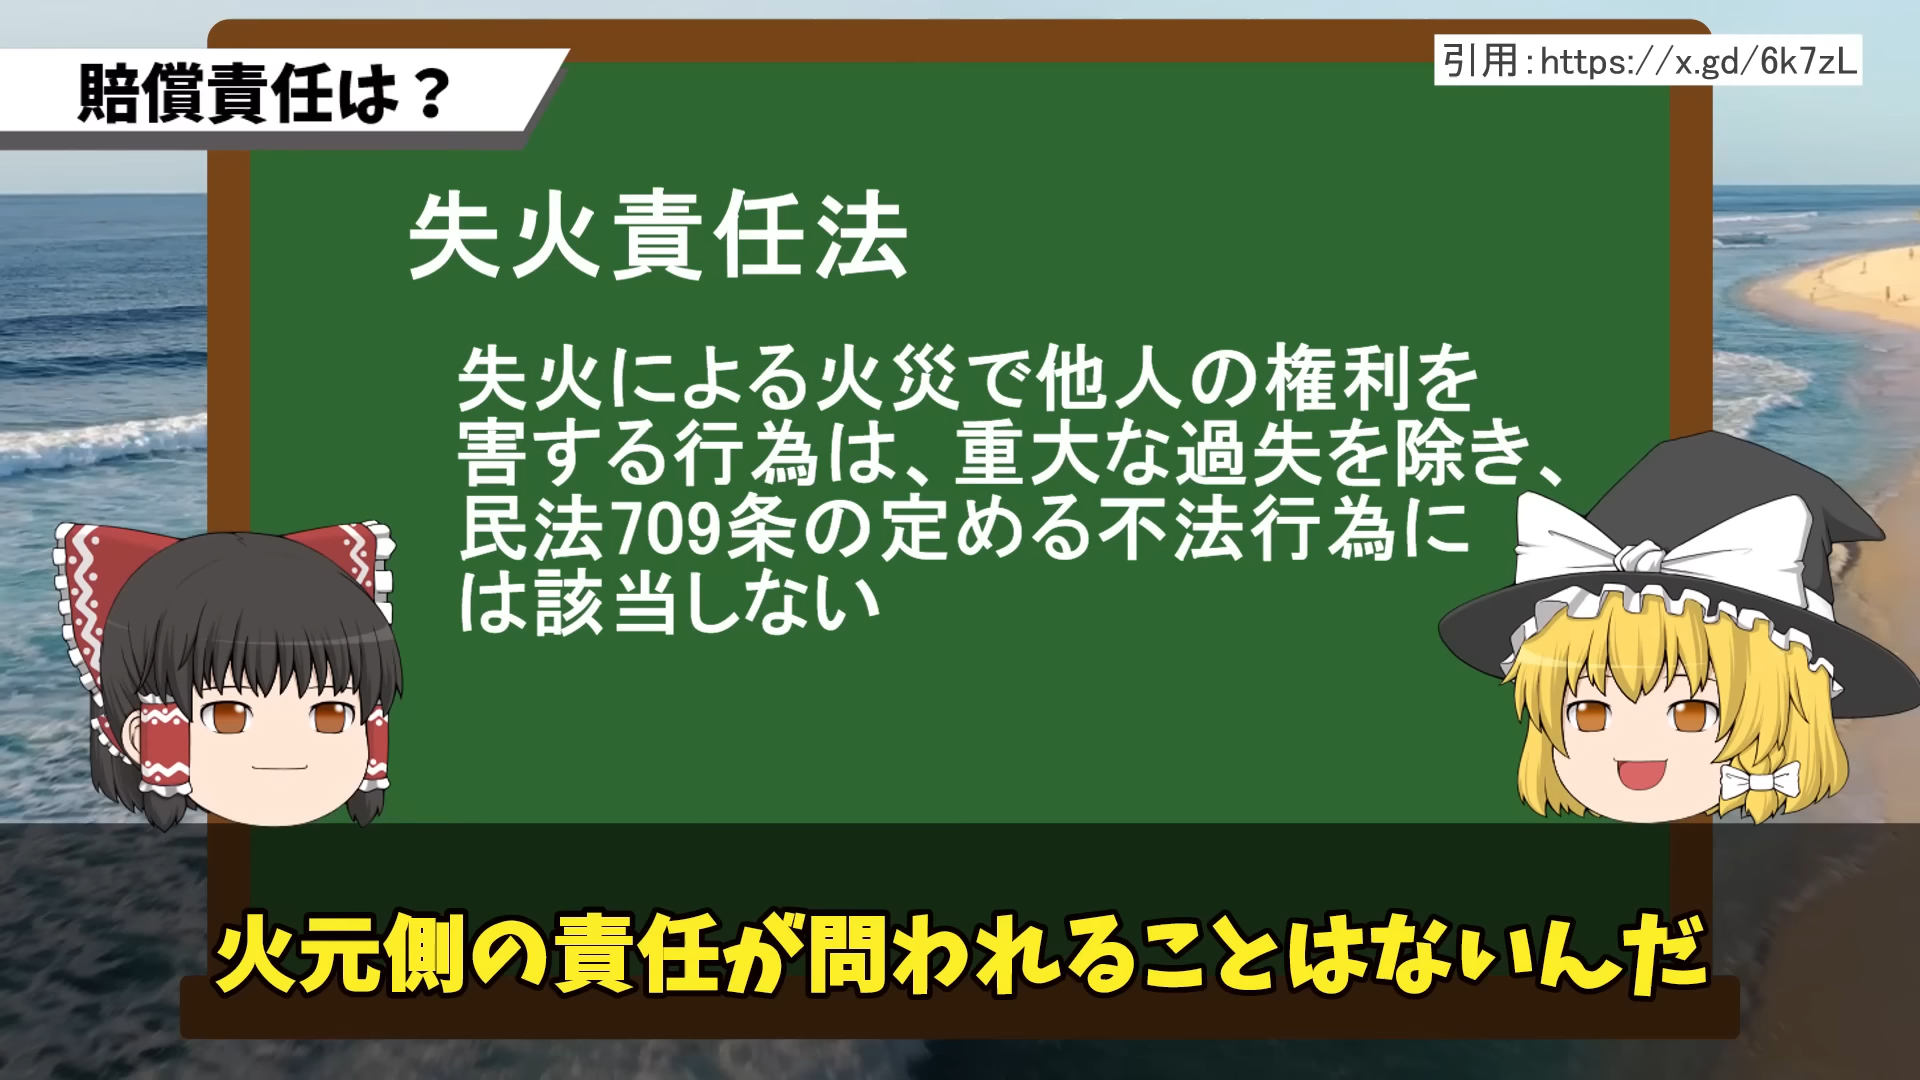 賠償責任は？
引用：https://x.gd/6k7zL
失火責任法
失火による火災で他人の権利を
害する行為は、重大な過失を除き、
民法709条の定める不法行為に
は該当しない
火元側の責任が問われることはないんだ